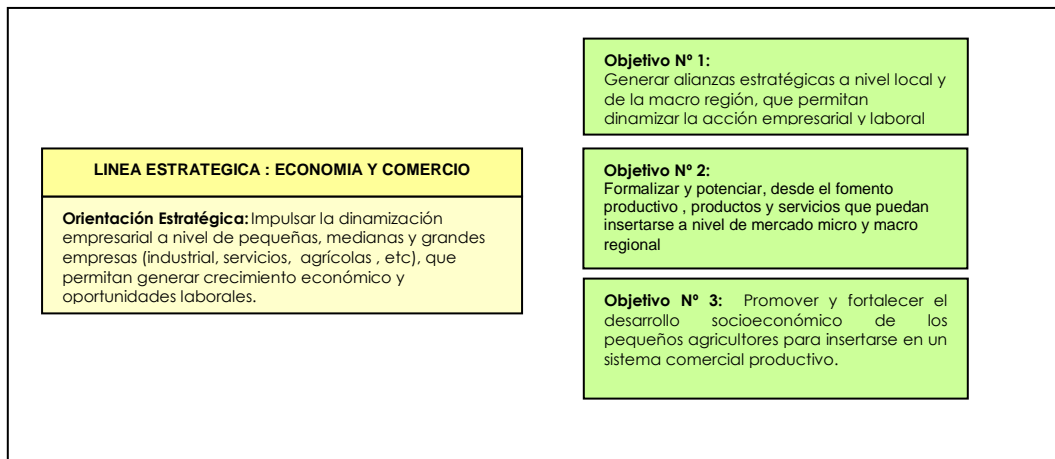 LINEA ESTRATEGICA : ECONOMIA Y COMERCIO
Orientación Estratégica: Impulsar la dinamización
empresarial a nivel de pequeñas, medianas y grandes
empresas (industrial, servicios, agrícolas , etc), que
permitan generar crecimiento económico y
oportunidades laborales.
Objetivo Nº 1:
Generar alianzas estratégicas a nivel local y
de la macro región, que permitan
dinamizar la acción empresarial y laboral
Objetivo Nº 2:
Formalizar y potenciar, desde el fomento
productivo , productos y servicios que puedan
insertarse a nivel de mercado micro y macro
regional
Objetivo Nº 3: Promover y fortalecer el
desarrollo socioeconómico de los
pequeños agricultores para insertarse en un
sistema comercial productivo.